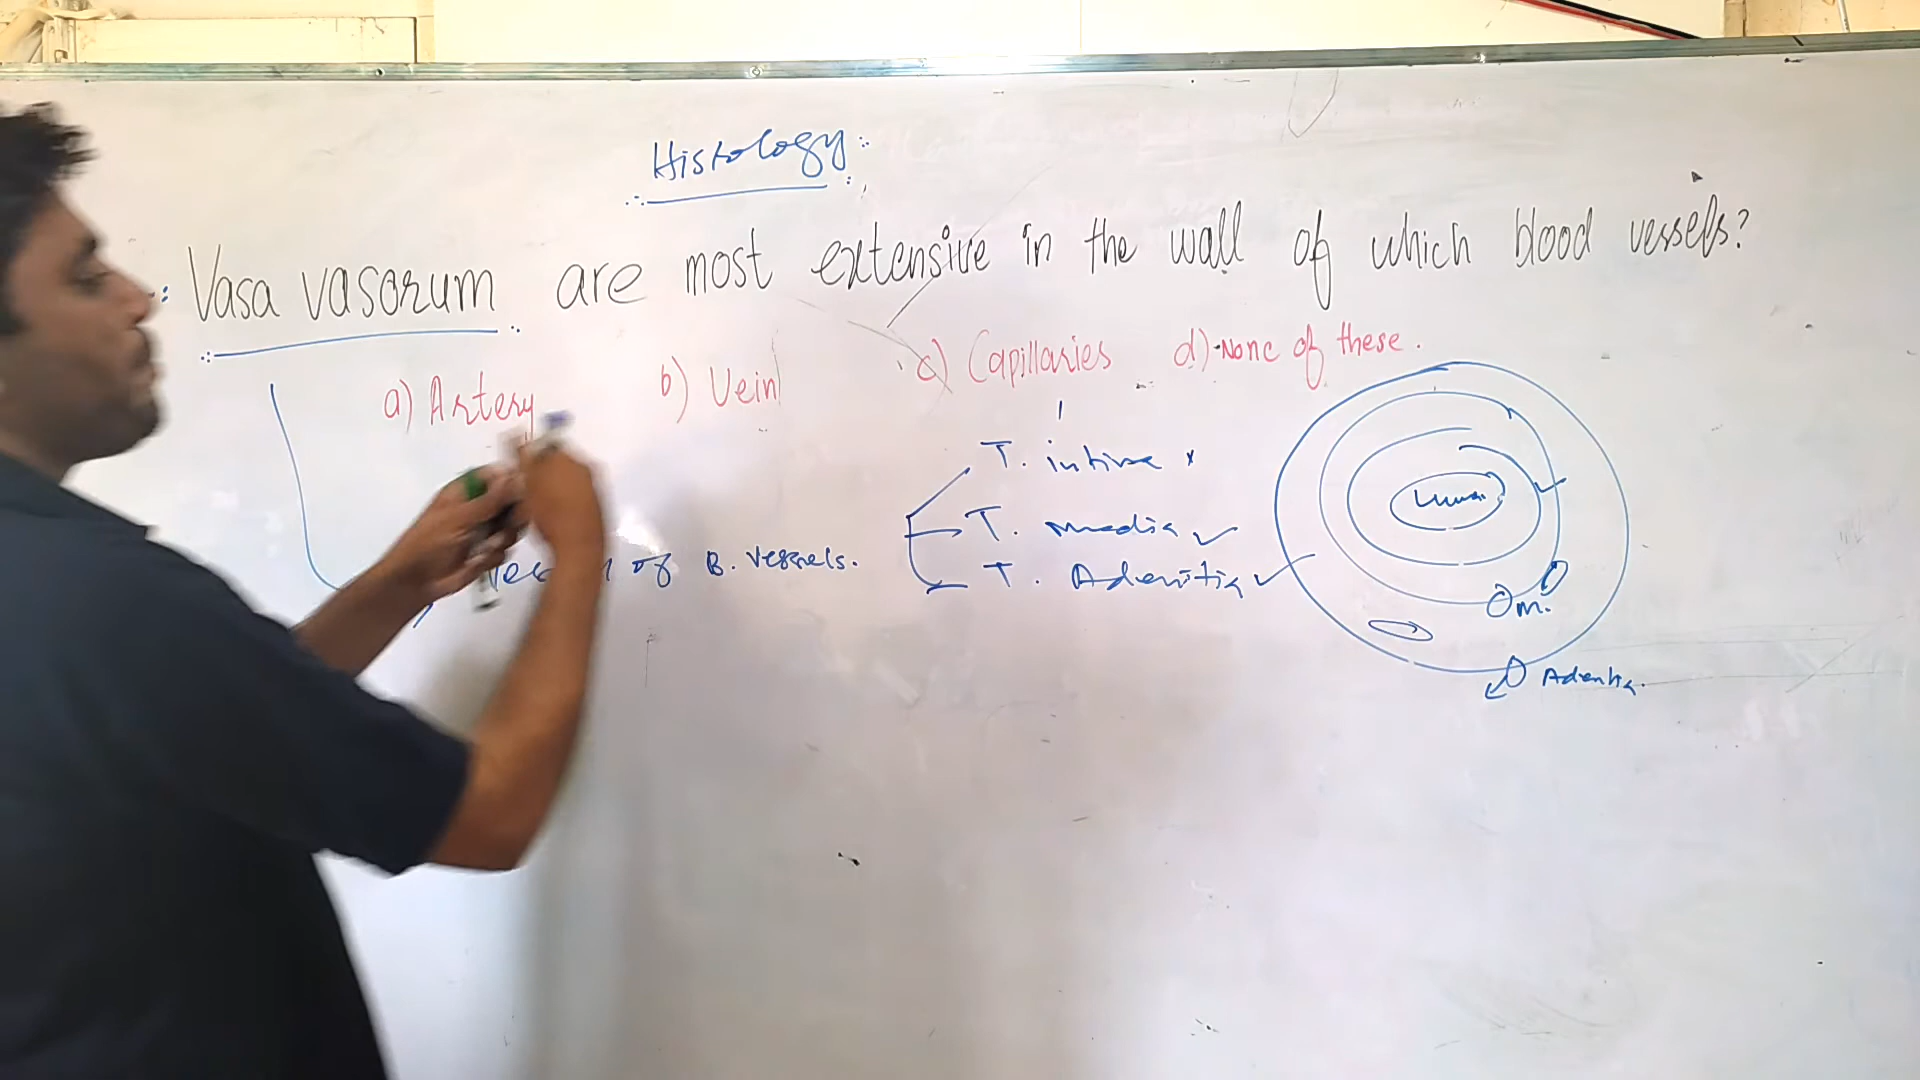 Histology:
Vasa vasorum are most extensive in the wall of which blood vessels?
a) Artery b) Vein c) Capillaries d) None of these.
T. intima x
T. media ✓
of B. vessels.
T. Adventitia ✓
Lumen
m.
Adventia.